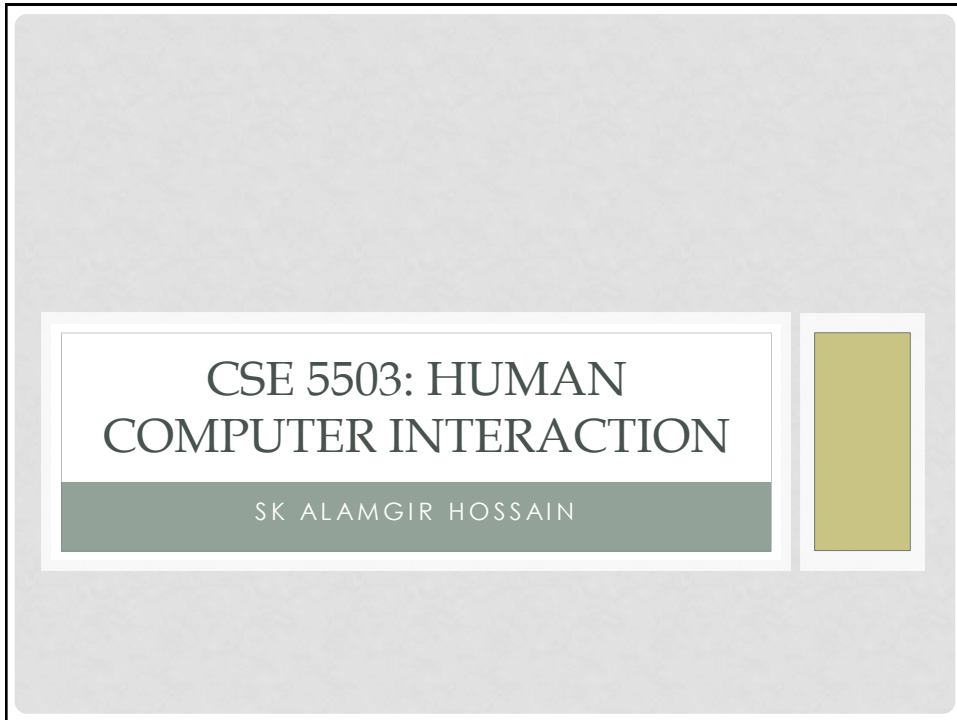 CSE 5503: HUMAN
COMPUTER INTERACTION
SK ALAMGIR HOSSAIN